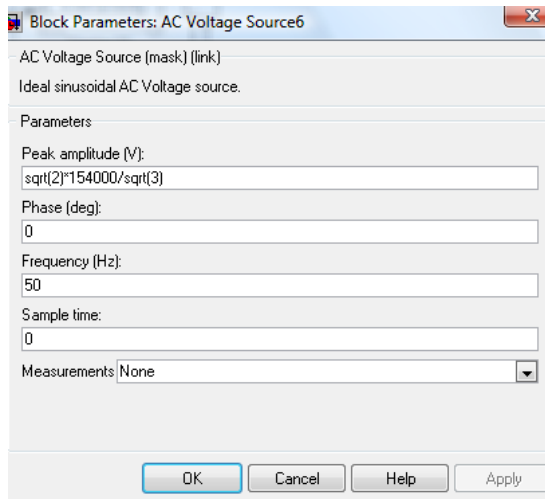 Block Parameters: AC Voltage Source6
AC Voltage Source (mask) (link)
Ideal sinusoidal AC Voltage source.
Parameters
Peak amplitude (V):
sqrt(2)*154000/sqrt(3)
Phase (deg):
0
Frequency (Hz):
50
Sample time:
0
Measurements None
OK Cancel Help Apply